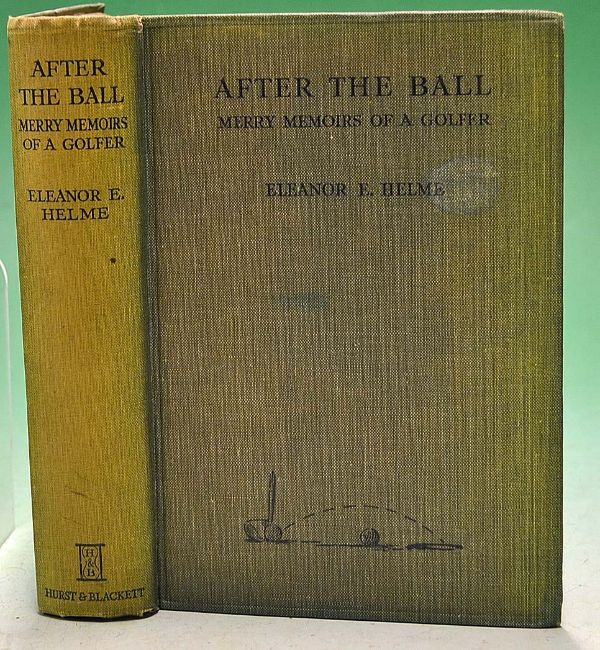 AFTER
THE BALL
MERRY MEMOIRS
OF A GOLFER
ELEANOR E.
HELME
H
&
B
HURST & BLACKETT
AFTER THE BALL
MERRY MEMOIRS OF A GOLFER
ELEANOR E. HELME